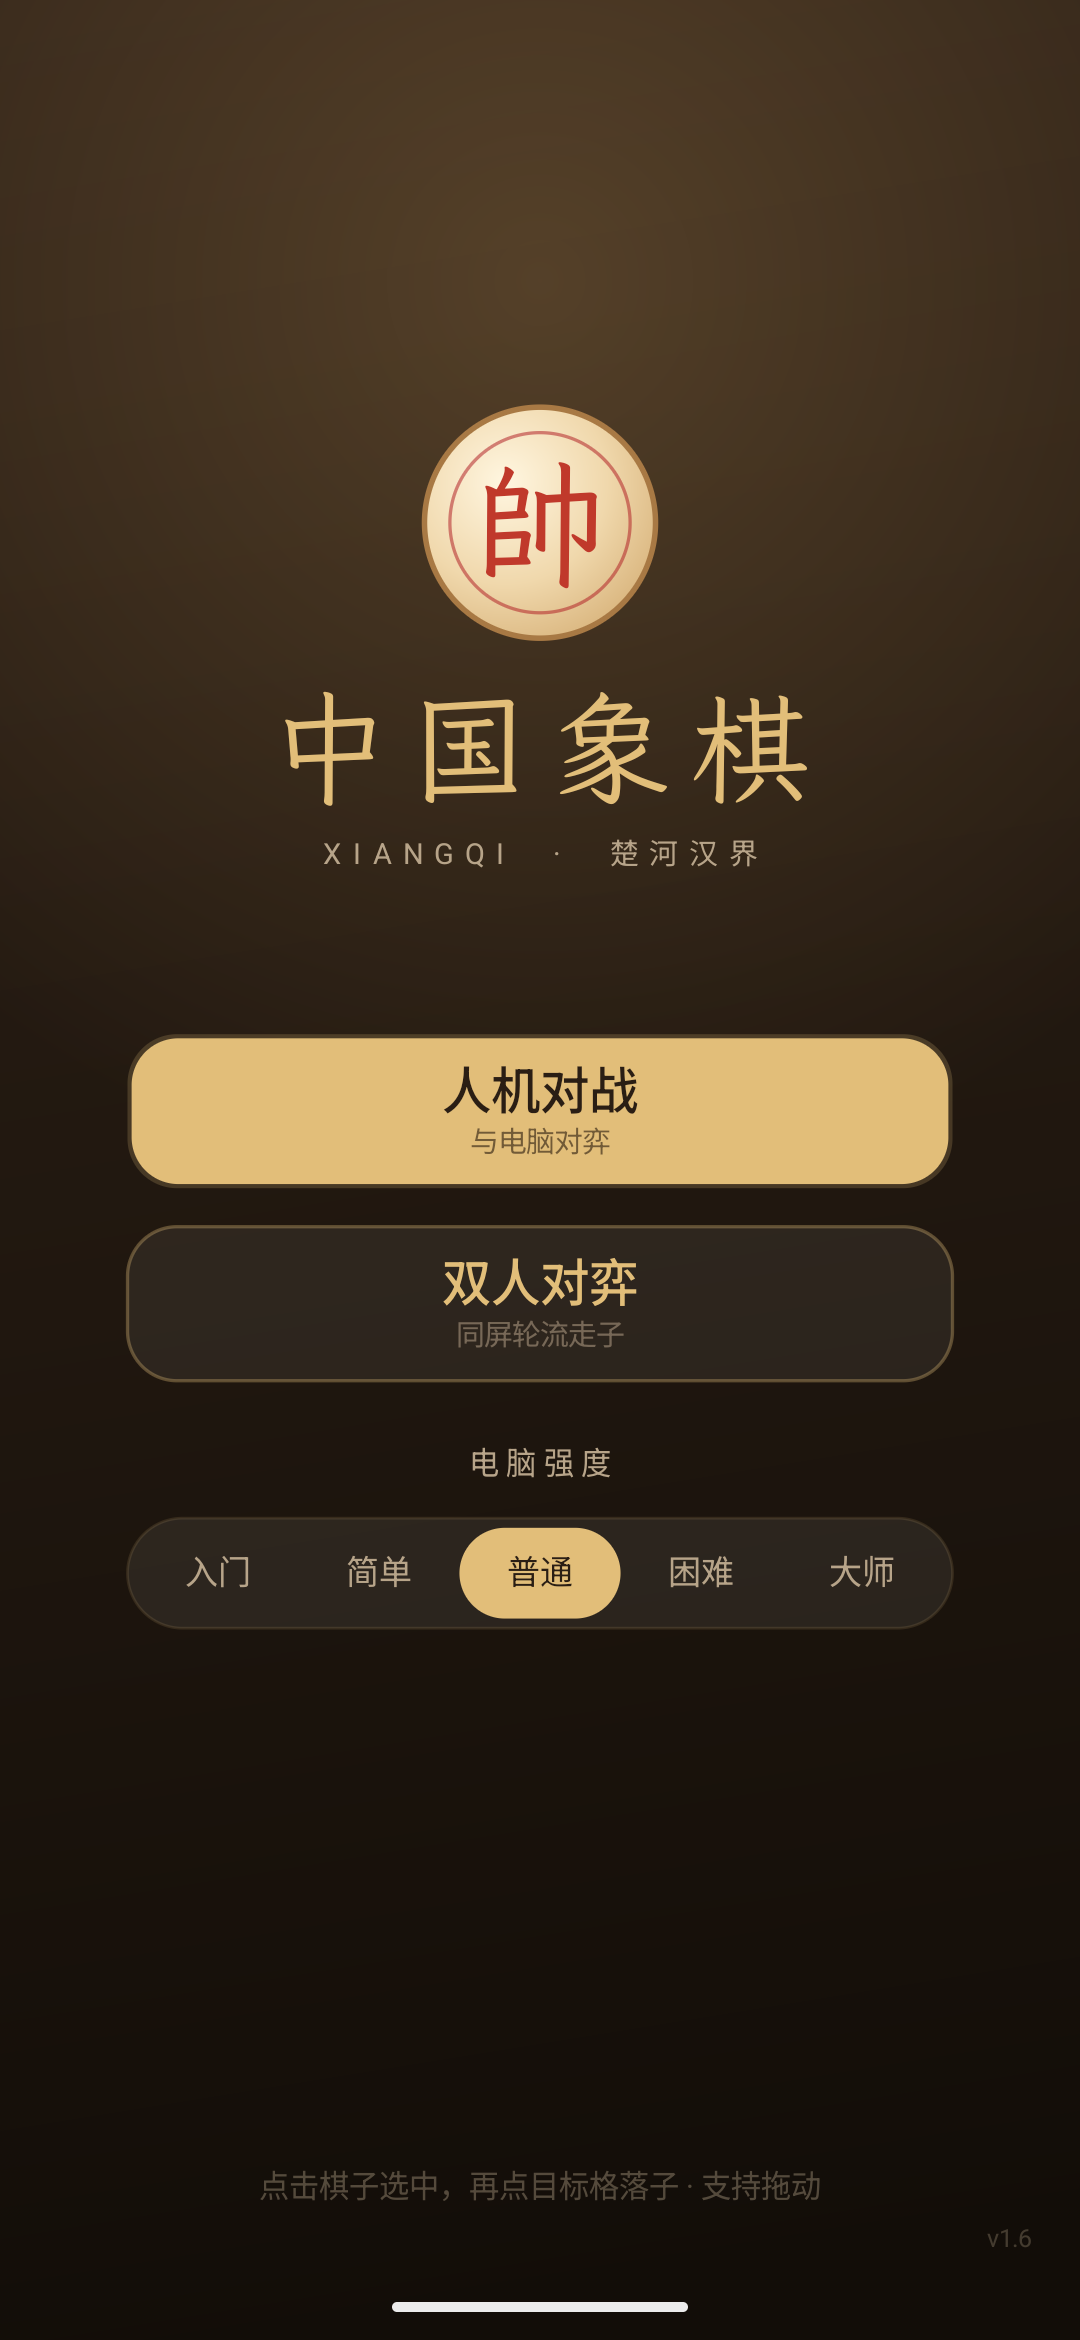 帥
中国象棋
XIANGQI · 楚河汉界
人机对战
与电脑对弈
双人对弈
同屏轮流走子
电脑强度
入门 简单 普通 困难 大师
点击棋子选中，再点目标格落子 · 支持拖动
v1.6